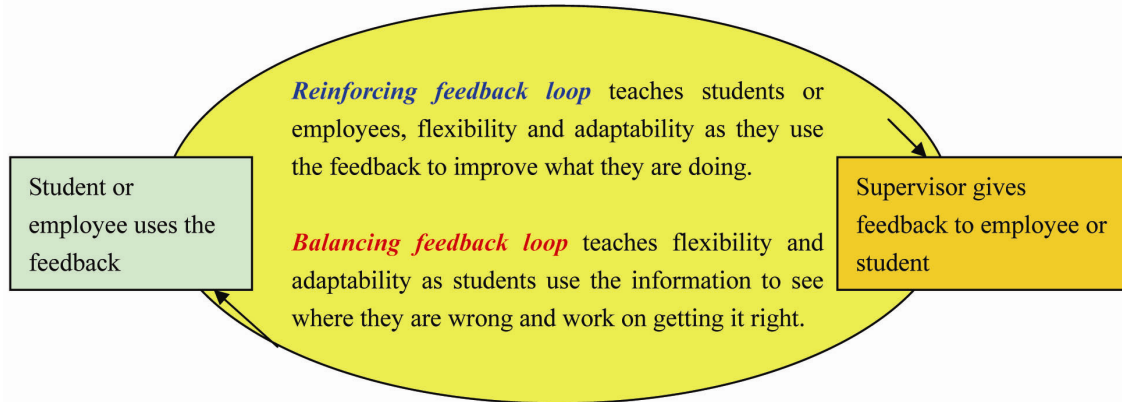 Reinforcing feedback loop teaches students or
employees, flexibility and adaptability as they use
the feedback to improve what they are doing.
Student or
employee uses the
feedback
Supervisor gives
feedback to employee or
student
Balancing feedback loop teaches flexibility and
adaptability as students use the information to see
where they are wrong and work on getting it right.